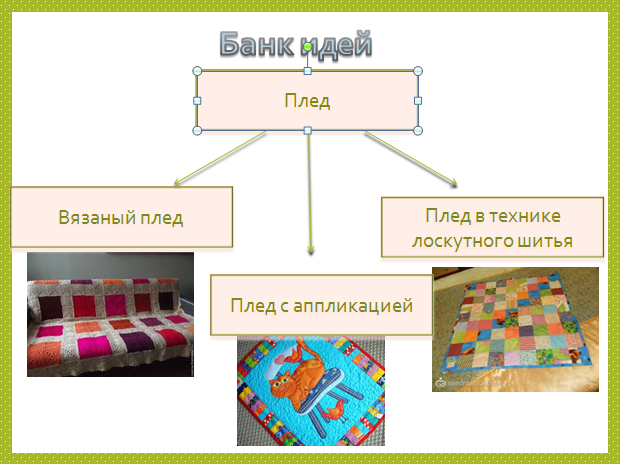 Банк идей
Плед
Вязаный плед
Плед в технике
лоскутного шитья
Плед с аппликацией